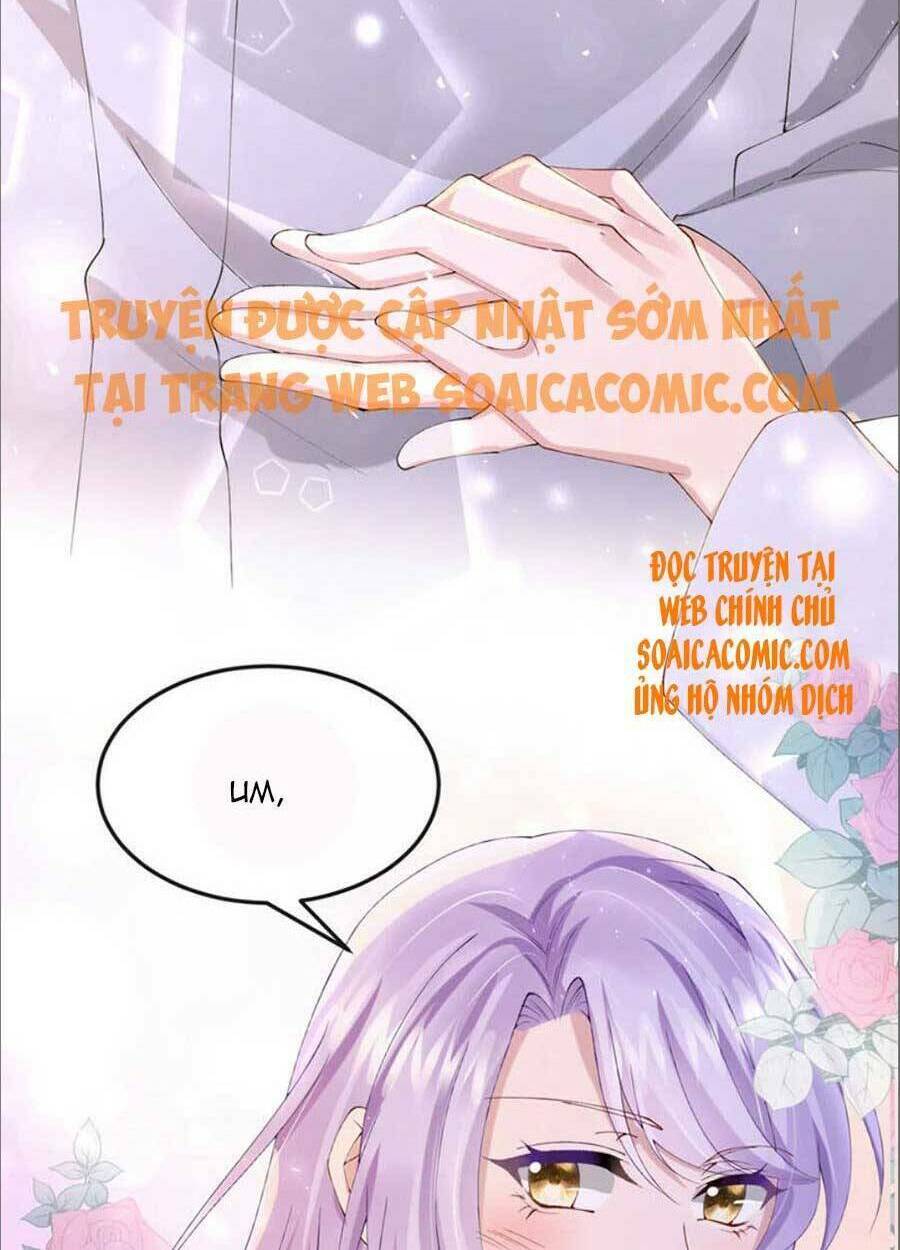 TRUYỆN ĐƯỢC CẬP NHẬT SỚM NHẤT
TẠI TRANG WEB SOAICACOMIC.COM
ĐỌC TRUYỆN TẠI
WEB CHÍNH CHỦ
SOAICACOMIC.COM
ỦNG HỘ NHÓM DỊCH
UM,